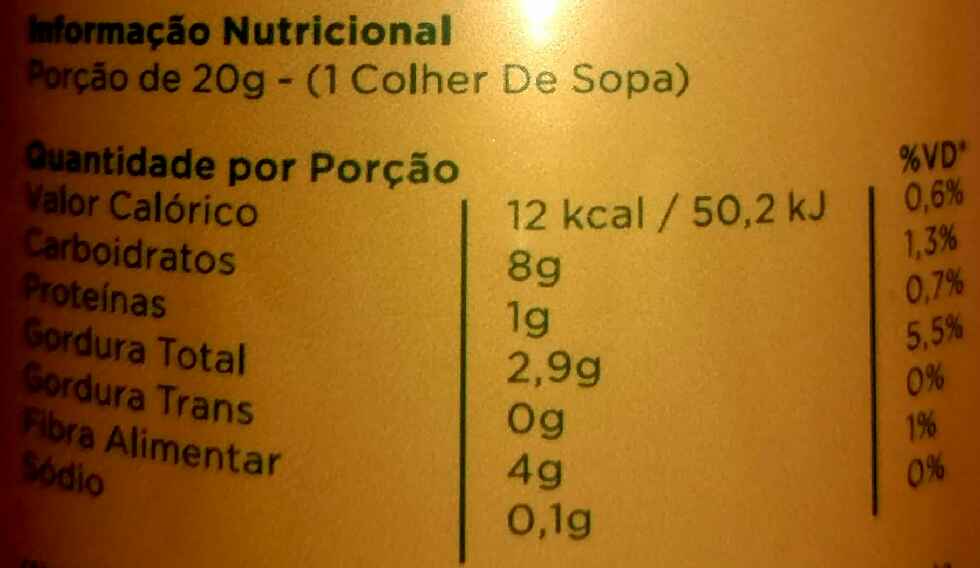 Informação Nutricional
Porção de 20g - (1 Colher De Sopa)
Quantidade por Porção %VD*
Valor Calórico 12 kcal / 50,2 kJ 0,6%
Carboidratos 8g 1,3%
Proteínas 1g 0,7%
Gordura Total 2,9g 5,5%
Gordura Trans 0g 0%
Fibra Alimentar 4g 1%
Sódio 0,1g 0%